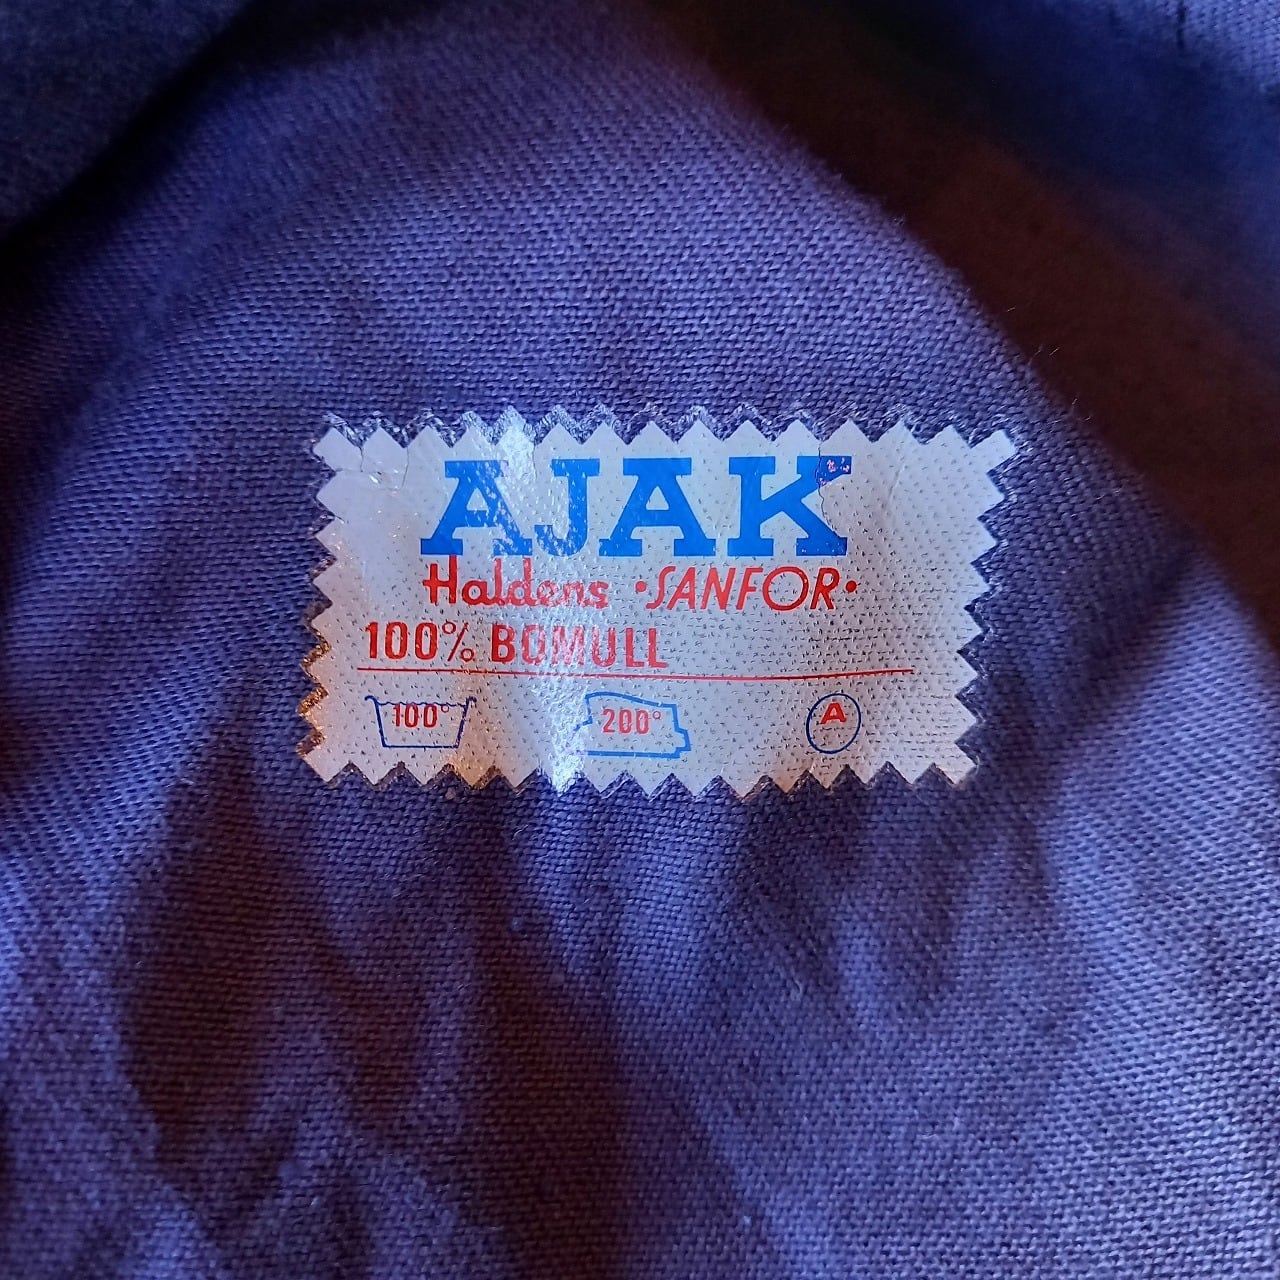 AJAK
Haldens •SANFOR•
100% BOMULL
100° 200° A